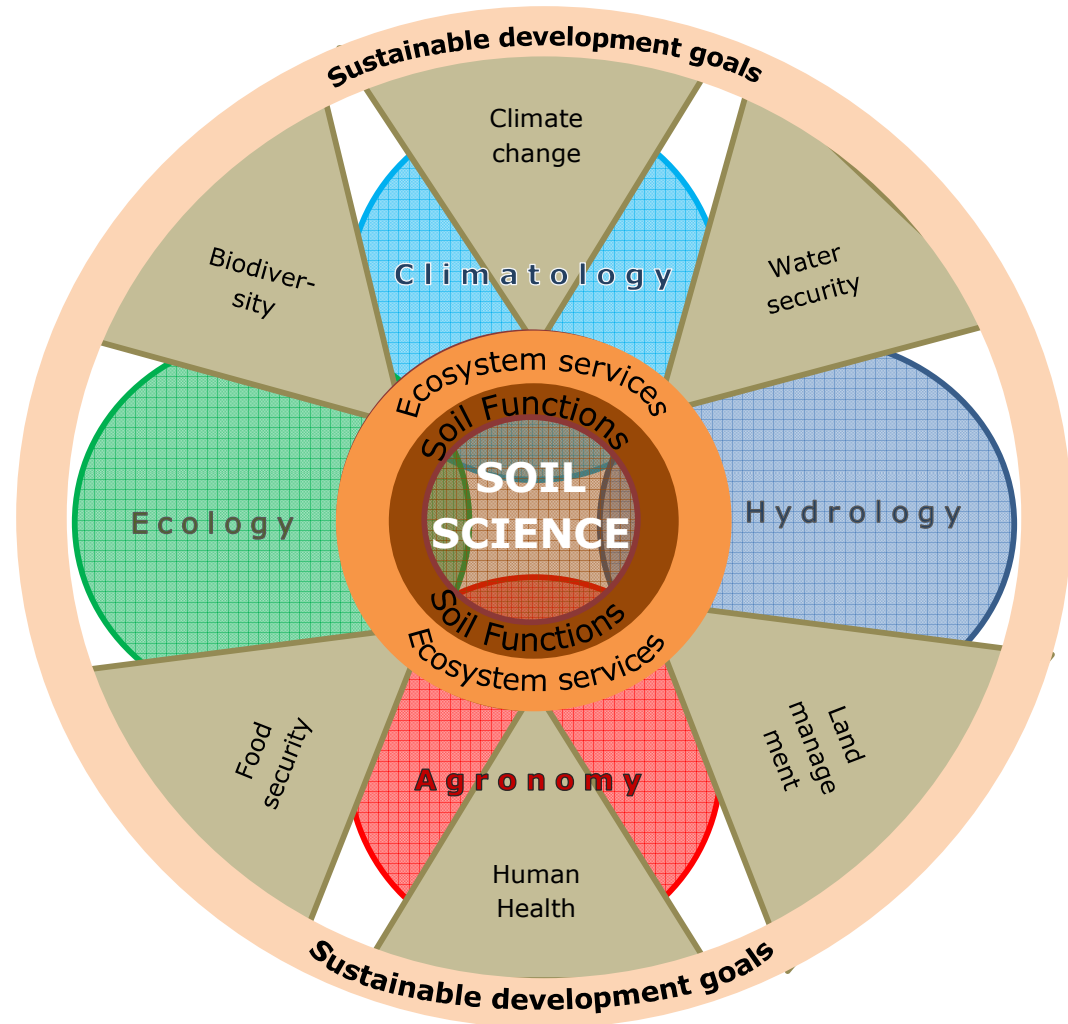 Sustainable development goals
Climate
change
Biodiver-
sity
Water
security
Climatology
Ecosystem services
Soil Functions
SOIL
SCIENCE
Ecology
Hydrology
Soil Functions
Ecosystem services
Food
security
Land
manage
ment
Agronomy
Human
Health
Sustainable development goals